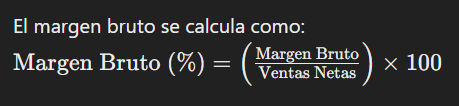 El margen bruto se calcula como:
Margen Bruto (%) = (Margen Bruto / Ventas Netas) × 100